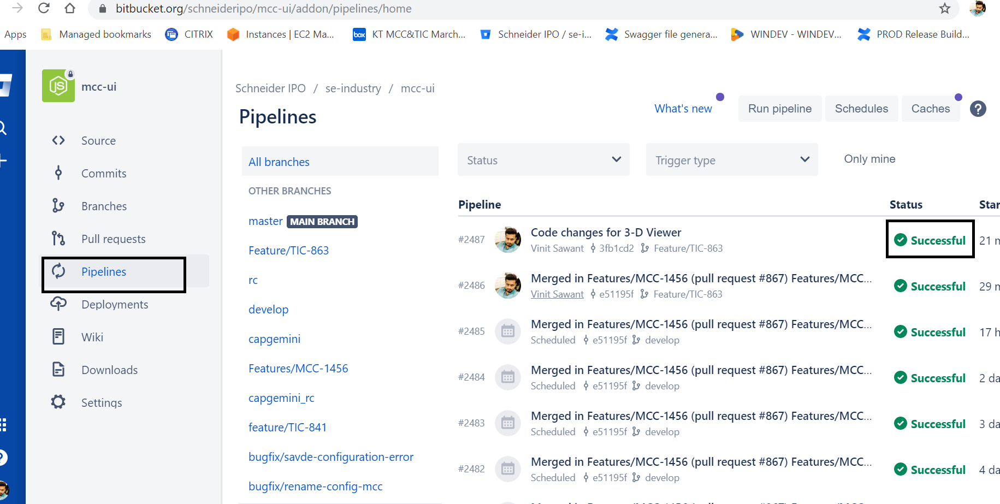 bitbucket.org/schneideripo/mcc-ui/addon/pipelines/home
Apps Managed bookmarks CITRIX Instances | EC2 Ma... box KT MCC&TIC March... Schneider IPO / se-i... Swagger file genera... WINDEV - WINDEV... PROD Release Build...
JS mcc-ui
Source
Commits
Branches
Pull requests
Pipelines
Deployments
Wiki
Downloads
Settings
Schneider IPO / se-industry / mcc-ui
Pipelines
What's new Run pipeline Schedules Caches ?
All branches
Status Trigger type Only mine
OTHER BRANCHES
master MAIN BRANCH
Feature/TIC-863
rc
develop
capgemini
Features/MCC-1456
capgemini_rc
feature/TIC-841
bugfix/savde-configuration-error
bugfix/rename-config-mcc
Pipeline Status Star
#2487 Code changes for 3-D Viewer Successful 21 m
Vinit Sawant 3fb1cd2 Feature/TIC-863
#2486 Merged in Features/MCC-1456 (pull request #867) Features/MCC... Successful 29 m
Vinit Sawant e51195f Feature/TIC-863
#2485 Merged in Features/MCC-1456 (pull request #867) Features/MCC... Successful 17 h
Scheduled e51195f develop
#2484 Merged in Features/MCC-1456 (pull request #867) Features/MCC... Successful 2 da
Scheduled e51195f develop
#2483 Merged in Features/MCC-1456 (pull request #867) Features/MCC... Successful 3 da
Scheduled e51195f develop
#2482 Merged in Features/MCC-1456 (pull request #867) Features/MCC... Successful 4 da
Scheduled e51195f develop